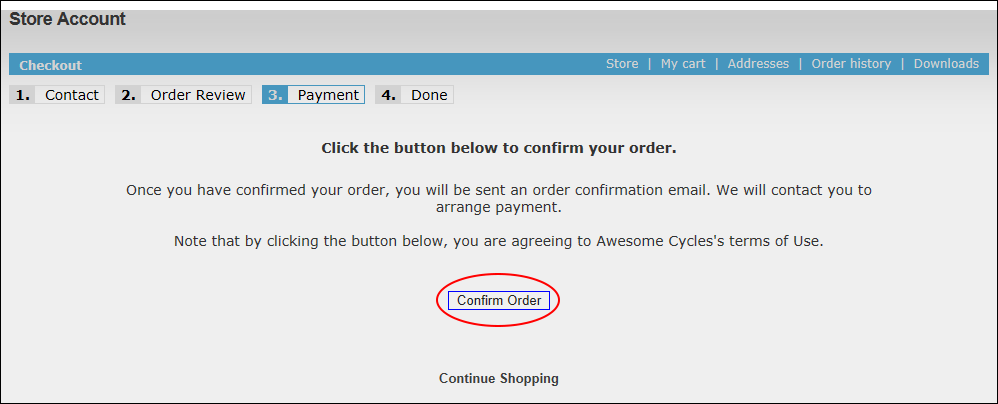 Store Account
Checkout Store | My cart | Addresses | Order history | Downloads
1. Contact 2. Order Review 3. Payment 4. Done
Click the button below to confirm your order.
Once you have confirmed your order, you will be sent an order confirmation email. We will contact you to
arrange payment.
Note that by clicking the button below, you are agreeing to Awesome Cycles's terms of Use.
Confirm Order
Continue Shopping